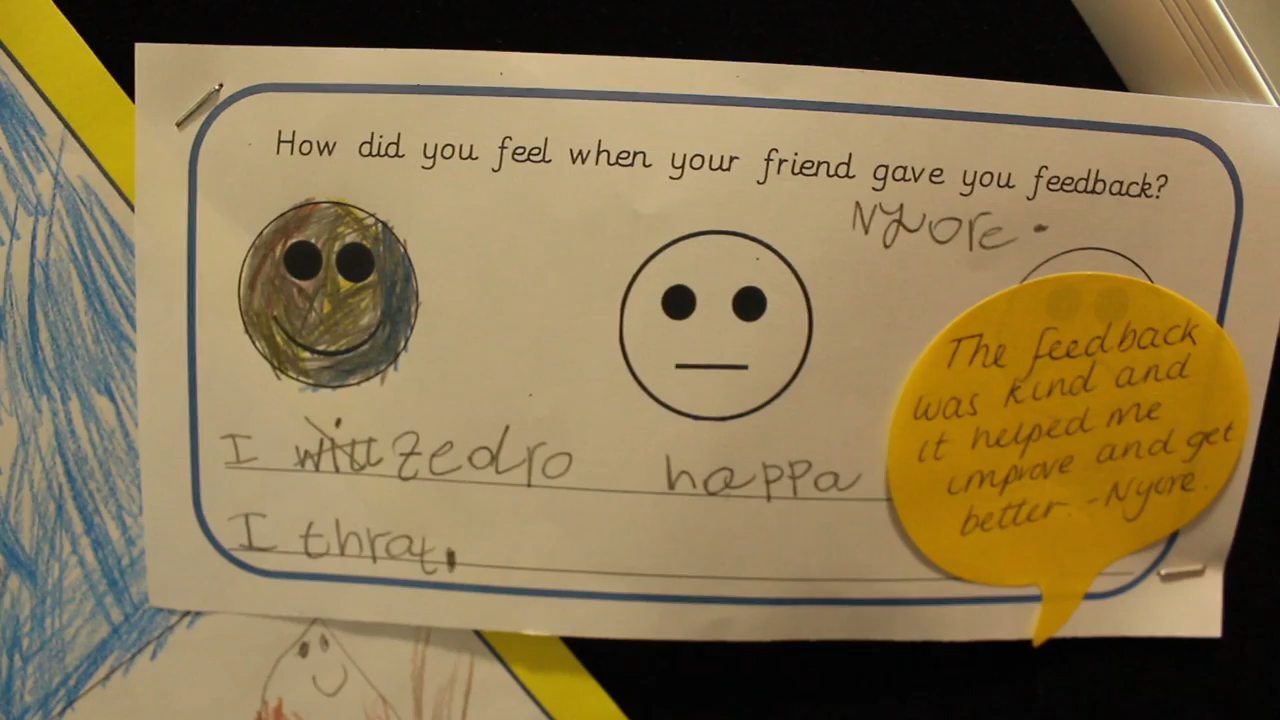 How did you feel when your friend gave you feedback?
Nyore.
I zedro happa
I thrat.
The feedback
was kind and
it helped me
improve and get
better. -Nyore.